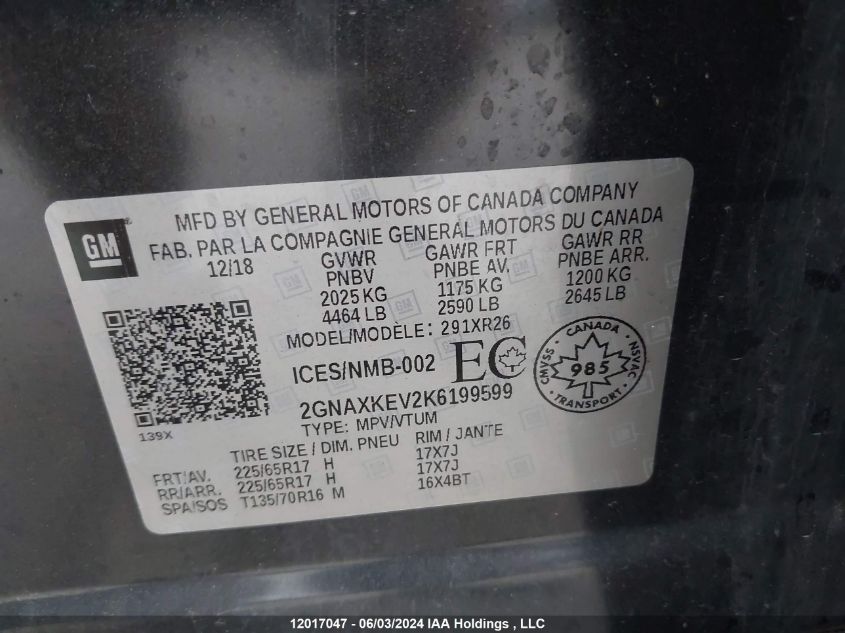 GM
MFD BY GENERAL MOTORS OF CANADA COMPANY
FAB. PAR LA COMPAGNIE GENERAL MOTORS DU CANADA
12/18 GVWR GAWR FRT GAWR RR
PNBV PNBE AV, PNBE ARR.
2025 KG 1175 KG 1200 KG
4464 LB 2590 LB 2645 LB
MODEL/MODÈLE: 291XR26
ICES/NMB-002 EC
CANADA
CMVSS 985 NSVAC
TRANSPORT
2GNAXKEV2K6199599
TYPE: MPV/VTUM
139X
TIRE SIZE / DIM. PNEU RIM / JANTE
FRT/AV. 225/65R17 H 17X7J
RR/ARR. 225/65R17 H 17X7J
SPA/SOS T135/70R16 M 16X4BT
12017047 - 06/03/2024 IAA Holdings , LLC